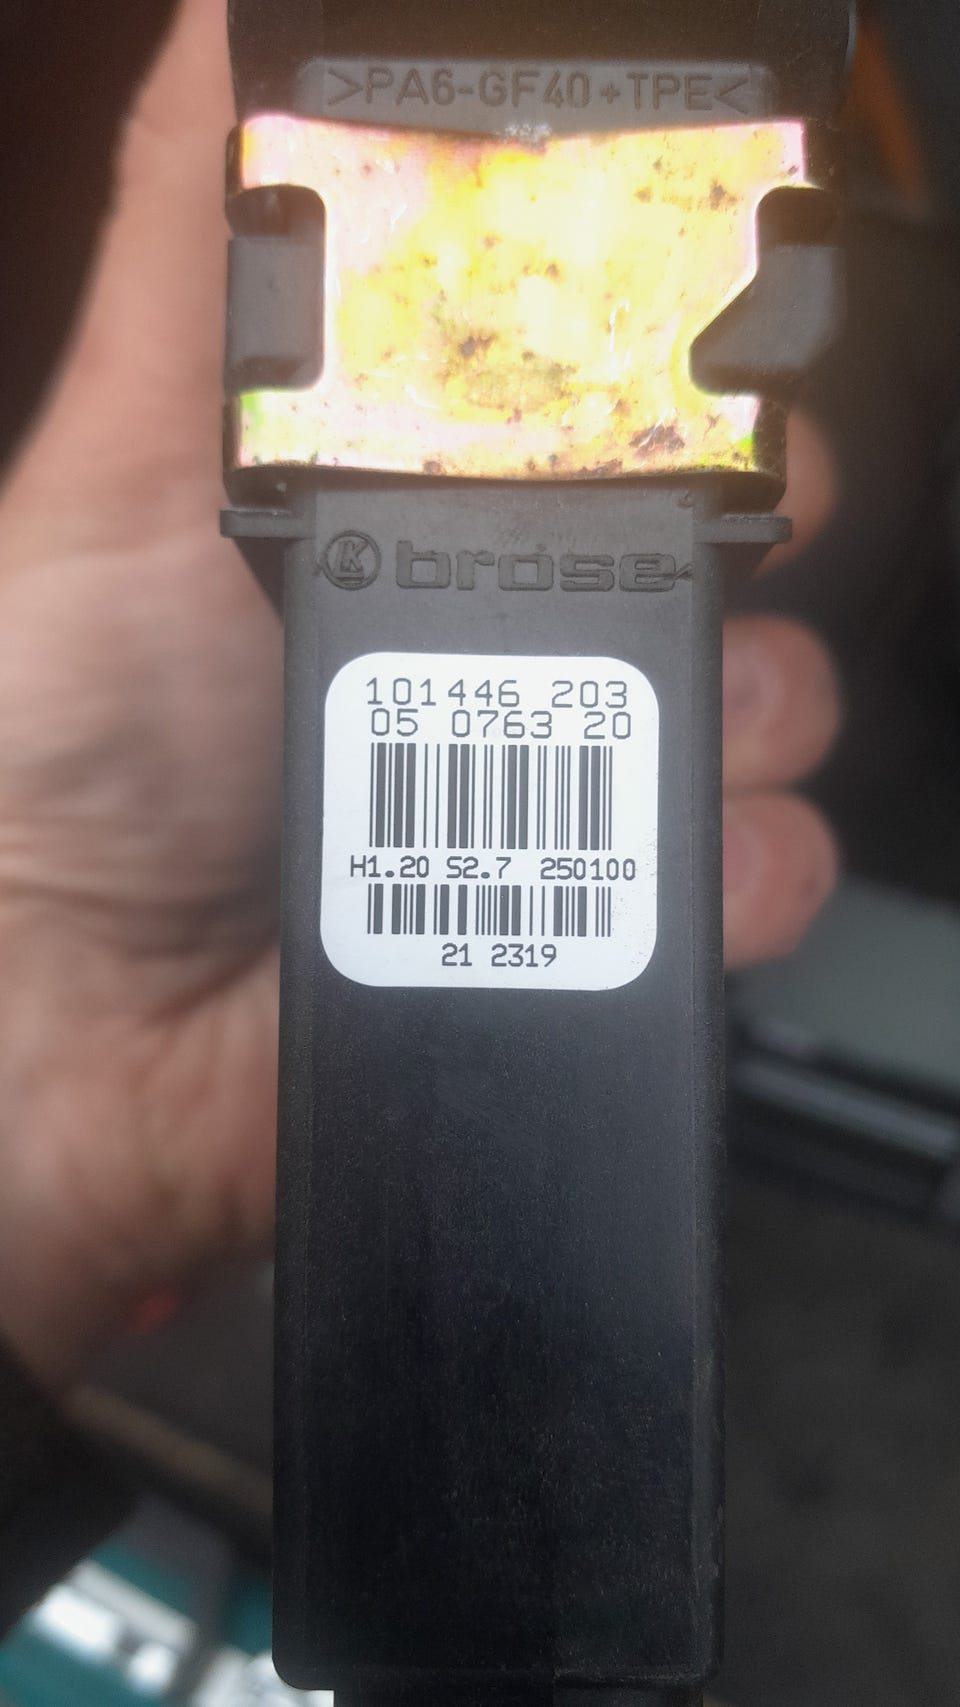 >PA6-GF40+TPE<
K brose
101446 203
05 0763 20
H1.20 S2.7 250100
21 2319